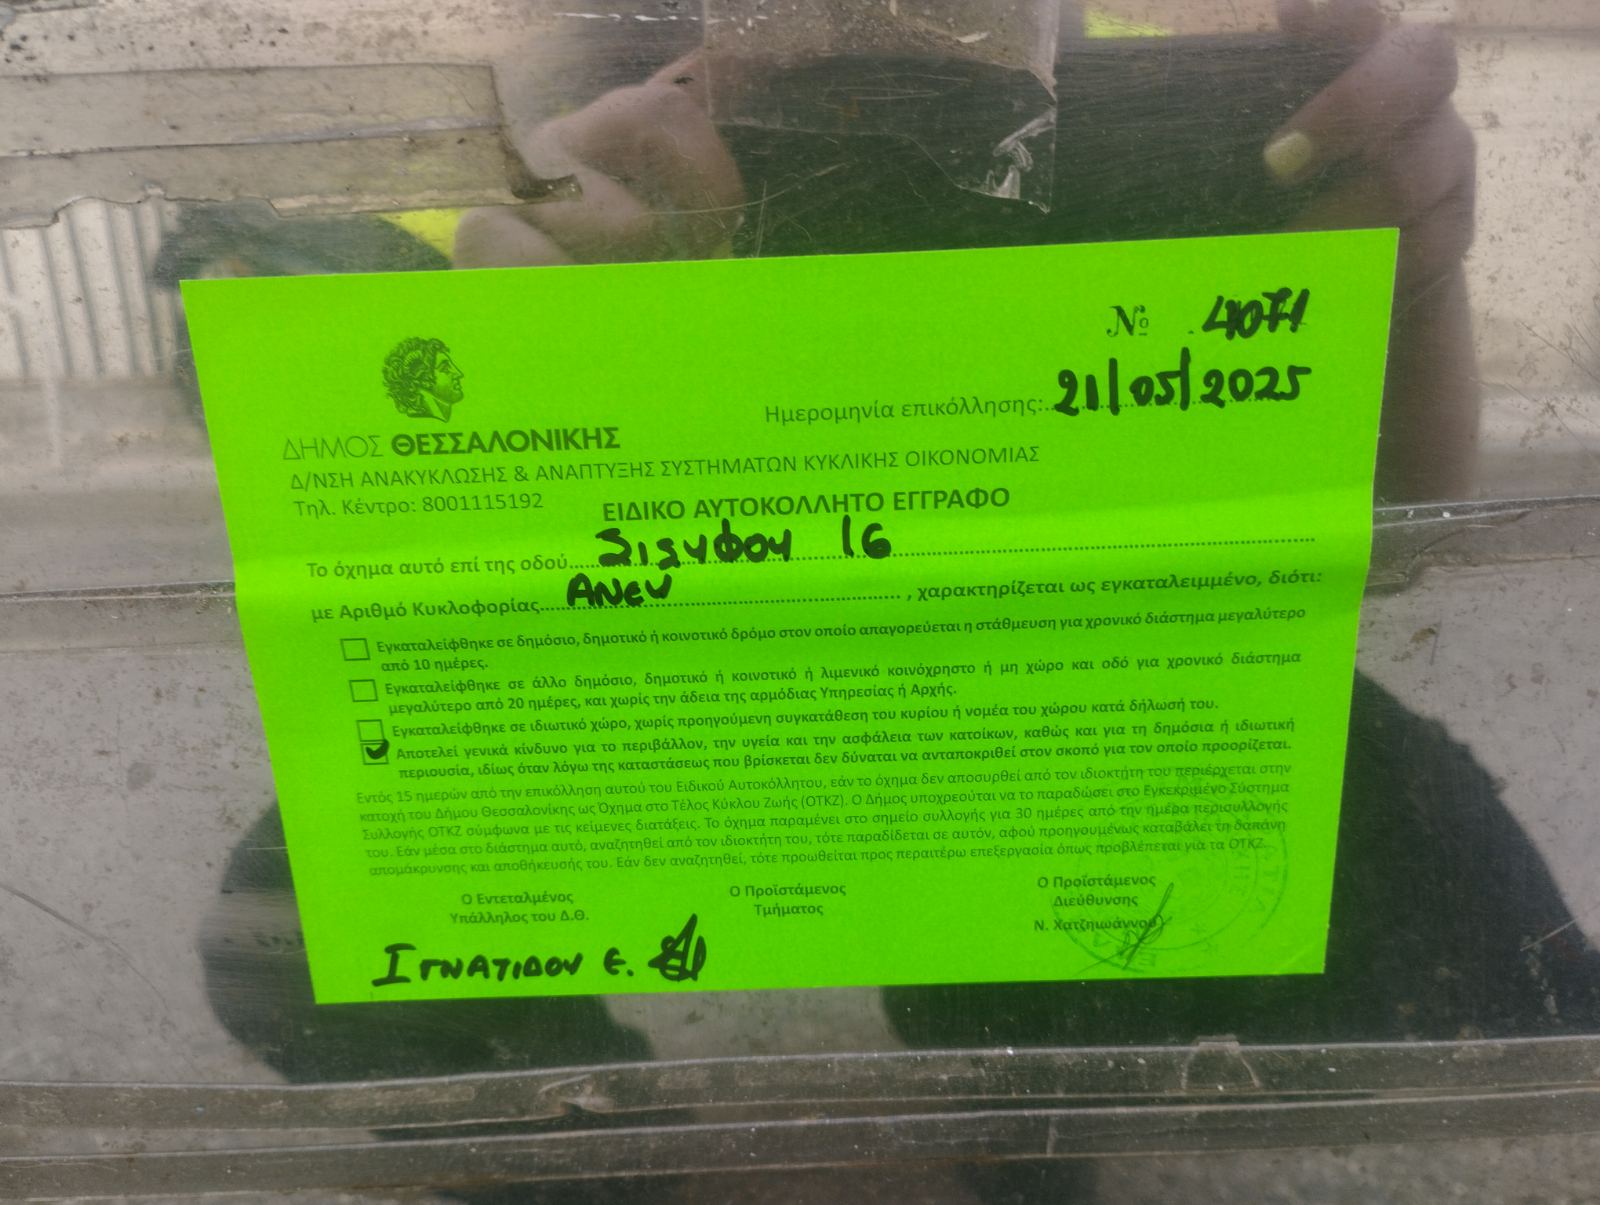 Nº 4071
Ημερομηνία επικόλλησης: 21/05/2025
ΔΗΜΟΣ ΘΕΣΣΑΛΟΝΙΚΗΣ
Δ/ΝΣΗ ΑΝΑΚΥΚΛΩΣΗΣ & ΑΝΑΠΤΥΞΗΣ ΣΥΣΤΗΜΑΤΩΝ ΚΥΚΛΙΚΗΣ ΟΙΚΟΝΟΜΙΑΣ
Τηλ. Κέντρο: 8001115192
ΕΙΔΙΚΟ ΑΥΤΟΚΟΛΛΗΤΟ ΕΓΓΡΑΦΟ
Το όχημα αυτό επί της οδού Σισυφου 16
με Αριθμό Κυκλοφορίας Ανευ, χαρακτηρίζεται ως εγκαταλειμμένο, διότι:
Εγκαταλείφθηκε σε δημόσιο, δημοτικό ή κοινοτικό δρόμο στον οποίο απαγορεύεται η στάθμευση για χρονικό διάστημα μεγαλύτερο
από 10 ημέρες.
Εγκαταλείφθηκε σε άλλο δημόσιο, δημοτικό ή κοινοτικό ή λιμενικό κοινόχρηστο ή μη χώρο και οδό για χρονικό διάστημα
μεγαλύτερο από 20 ημέρες, και χωρίς την άδεια της αρμόδιας Υπηρεσίας ή Αρχής.
Εγκαταλείφθηκε σε ιδιωτικό χώρο, χωρίς προηγούμενη συγκατάθεση του κυρίου ή νομέα του χώρου κατά δήλωσή του.
Αποτελεί γενικά κίνδυνο για το περιβάλλον, την υγεία και την ασφάλεια των κατοίκων, καθώς και για τη δημόσια ή ιδιωτική
περιουσία, ιδίως όταν λόγω της καταστάσεως που βρίσκεται δεν δύναται να ανταποκριθεί στον σκοπό για τον οποίο προορίζεται.
Εντός 15 ημερών από την επικόλληση αυτού του Ειδικού Αυτοκόλλητου, εάν το όχημα δεν αποσυρθεί από τον ιδιοκτήτη του περιέρχεται στην
κατοχή του Δήμου Θεσσαλονίκης ως Όχημα στο Τέλος Κύκλου Ζωής (ΟΤΚΖ). Ο Δήμος υποχρεούται να το παραδώσει στο Εγκεκριμένο Σύστημα
Συλλογής ΟΤΚΖ σύμφωνα με τις κείμενες διατάξεις. Το όχημα παραμένει στο σημείο συλλογής για 30 ημέρες από την ημέρα περισυλλογής
του. Εάν μέσα στο διάστημα αυτό, αναζητηθεί από τον ιδιοκτήτη του, τότε παραδίδεται σε αυτόν, αφού προηγουμένως καταβάλει τη δαπάνη
απομάκρυνσης και αποθήκευσής του. Εάν δεν αναζητηθεί, τότε προωθείται προς περαιτέρω επεξεργασία όπως προβλέπεται για τα ΟΤΚΖ.
Ο Εντεταλμένος
Υπάλληλος του Δ.Θ.
Ο Προϊστάμενος
Τμήματος
Ο Προϊστάμενος
Διεύθυνσης
Ν. Χατζηιωάννου
Ιγνατιδου Ε.